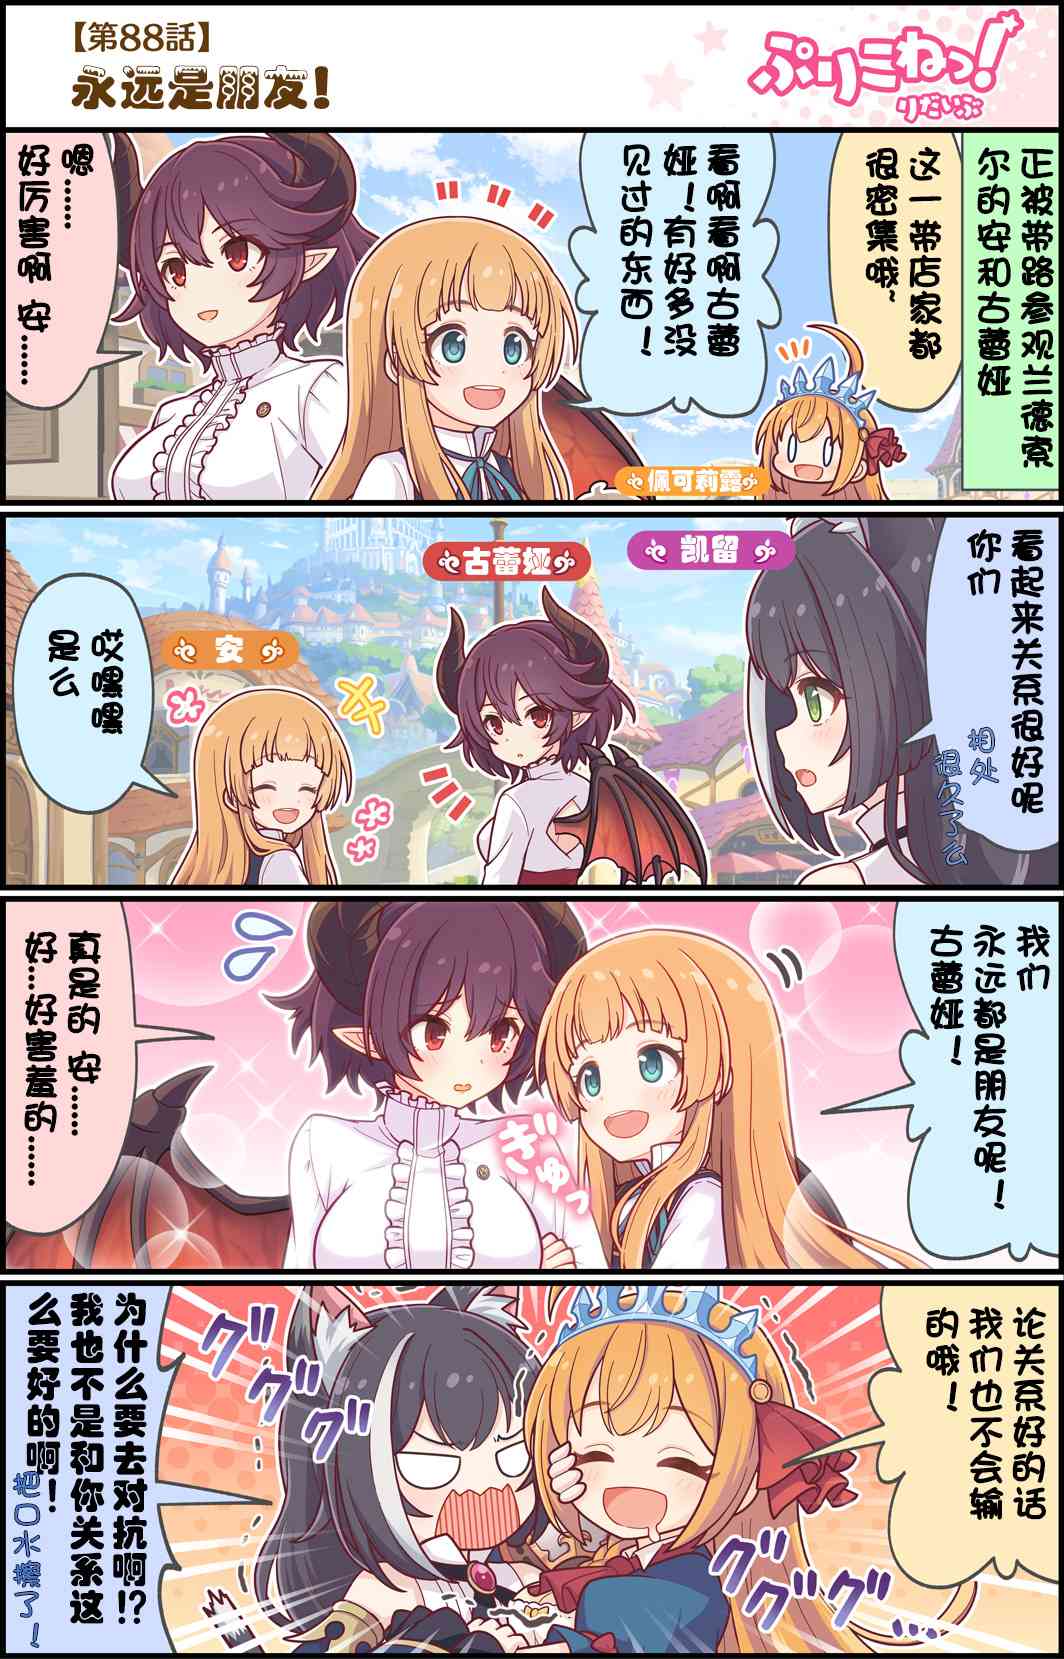 【第88話】
永远是朋友！
ぷりこねっ！
りだいぶ
正被带路参观兰德索
尔的安和古蕾娅
这一带店家都
很密集哦~
看啊看啊古蕾
娅！有好多没
见过的东西！
嗯……
好厉害啊 安……
佩可莉露
看起来关系很好呢
你们
相处
很久了么
凯留
古蕾娅
安
哎嘿嘿
是么
我们
永远都是朋友呢！
古蕾娅！
ぎゅっ
真是的 安……
好…好害羞的……
论关系好的话
我们也不会输
的哦！
グググ
グググ…
为什么要去对抗啊!?
我也不是和你关系这
么要好的啊！
把口水擦了！